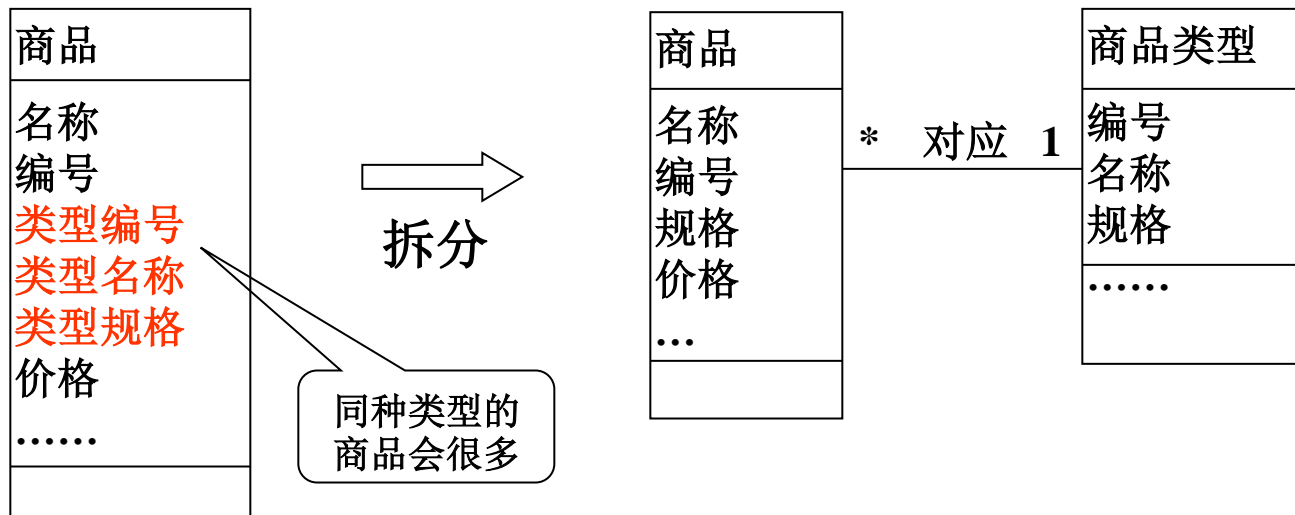 商品
名称
编号
类型编号
类型名称
类型规格
价格
……
拆分
同种类型的
商品会很多
商品
名称
编号
规格
价格
…
* 对应 1
商品类型
编号
名称
规格
……